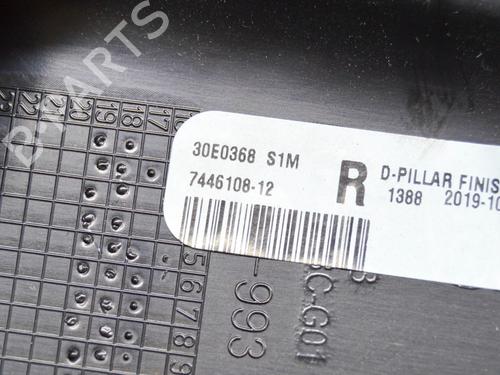 B-PARTS
30E0368 S1M
7446108-12
R
D-PILLAR FINIS
1388 2019-10
22 21 20 19 18 17
5
6
7
8
9
-993
C-G01